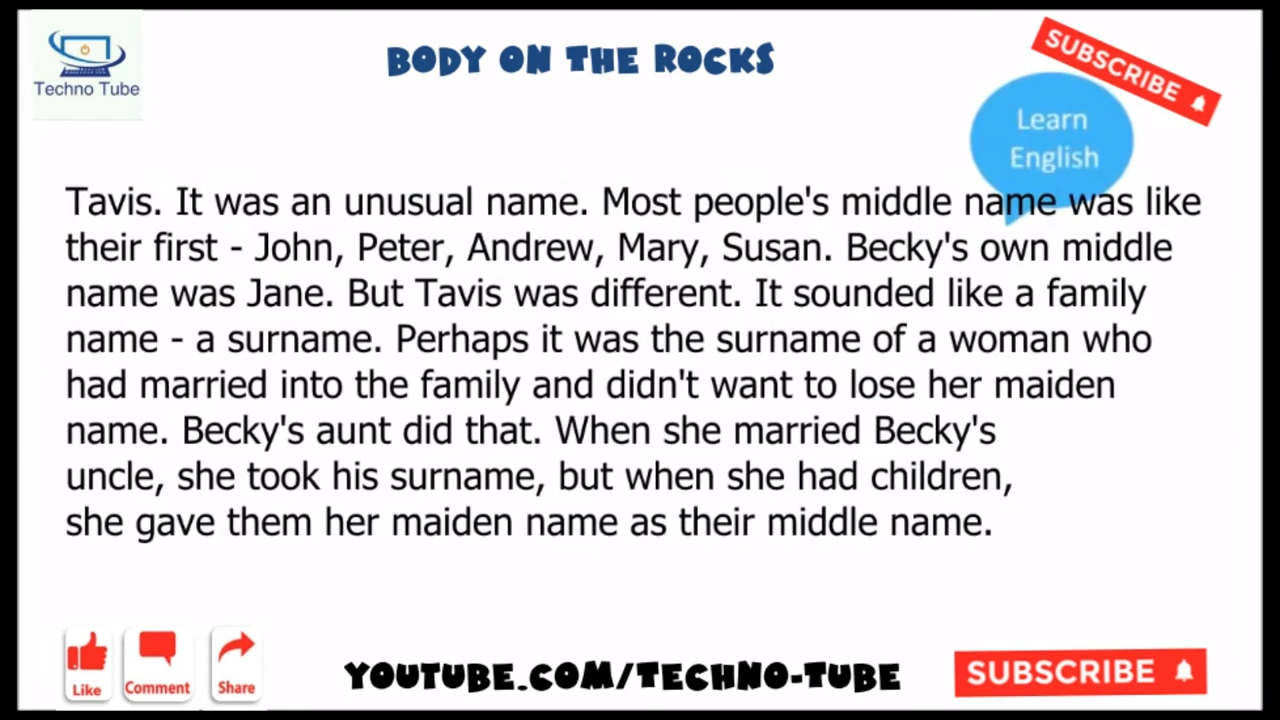 BODY ON THE ROCKS
SUBSCRIBE
Techno Tube
Learn
English
Tavis. It was an unusual name. Most people's middle name was like
their first - John, Peter, Andrew, Mary, Susan. Becky's own middle
name was Jane. But Tavis was different. It sounded like a family
name - a surname. Perhaps it was the surname of a woman who
had married into the family and didn't want to lose her maiden
name. Becky's aunt did that. When she married Becky's
uncle, she took his surname, but when she had children,
she gave them her maiden name as their middle name.
Like
Comment
Share
YOUTUBE.COM/TECHNO-TUBE
SUBSCRIBE